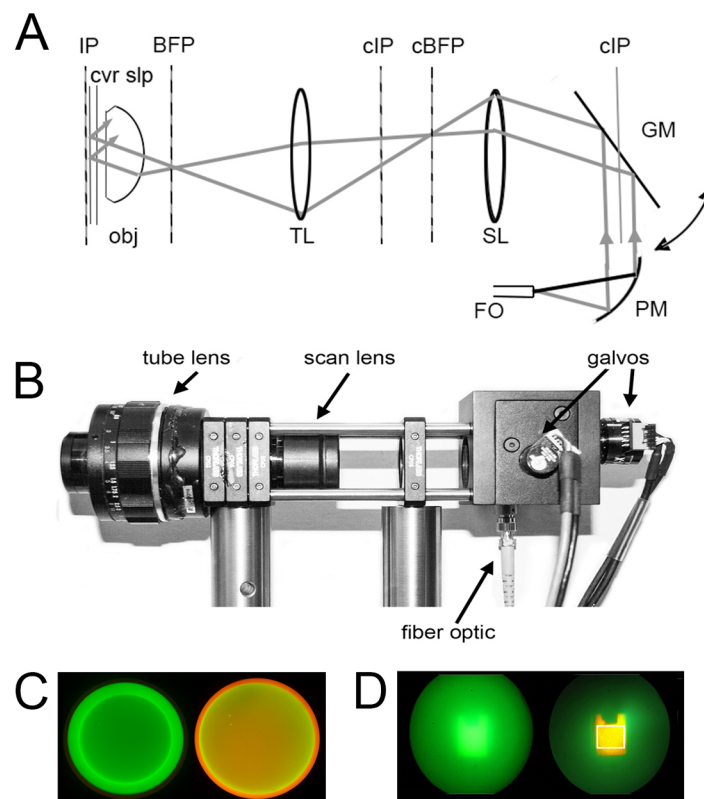 A
IP BFP cIP cBFP cIP
cvr slp
GM
obj TL SL
FO PM
B
tube lens scan lens galvos
fiber optic
C D